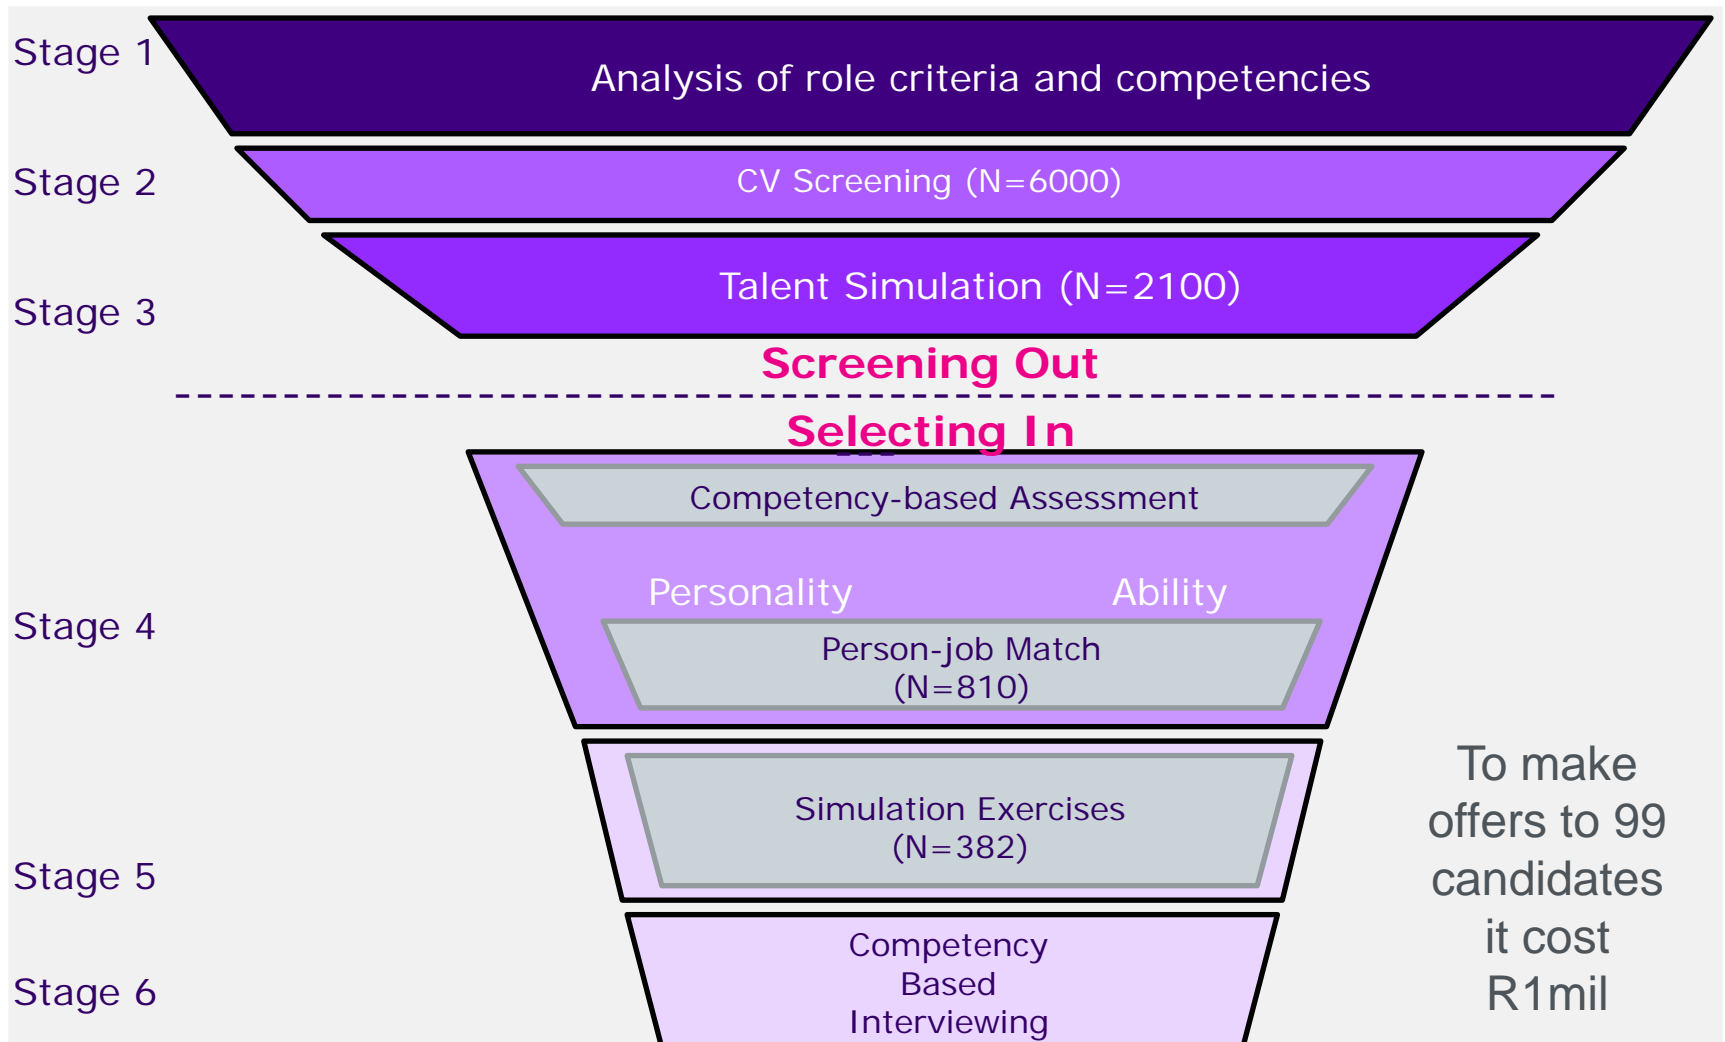 Stage 1
Analysis of role criteria and competencies
Stage 2
CV Screening (N=6000)
Stage 3
Talent Simulation (N=2100)
Screening Out
Selecting In
Competency-based Assessment
Stage 4
Personality Ability
Person-job Match
(N=810)
Stage 5
Simulation Exercises
(N=382)
Stage 6
Competency
Based
Interviewing
To make
offers to 99
candidates
it cost
R1mil